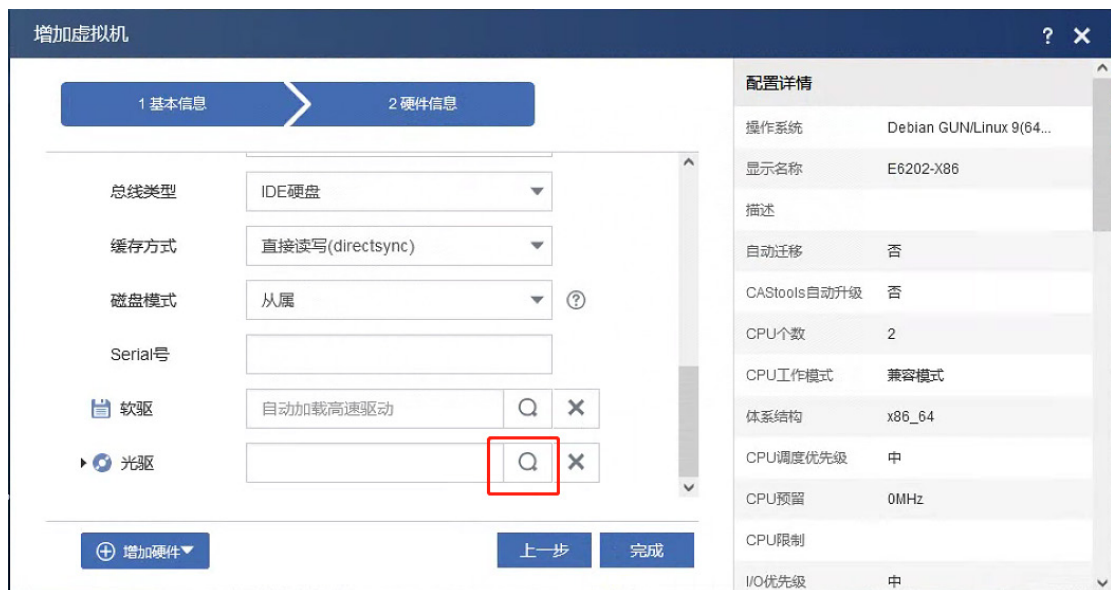 增加虚拟机
?
1 基本信息
2 硬件信息
总线类型
IDE硬盘
缓存方式
直接读写(directsync)
磁盘模式
从属
?
Serial号
软驱
自动加载高速驱动
光驱
增加硬件
上一步
完成
配置详情
操作系统 Debian GUN/Linux 9(64...
显示名称 E6202-X86
描述
自动迁移 否
CAStools自动升级 否
CPU个数 2
CPU工作模式 兼容模式
体系结构 x86_64
CPU调度优先级 中
CPU预留 0MHz
CPU限制
I/O优先级 中